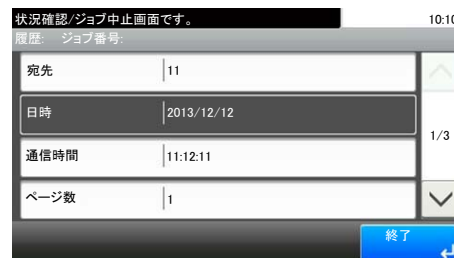 状況確認/ジョブ中止画面です。 10:10
履歴: ジョブ番号:
宛先 11
日時 2013/12/12
1/3
通信時間 11:12:11
ページ数 1
終了